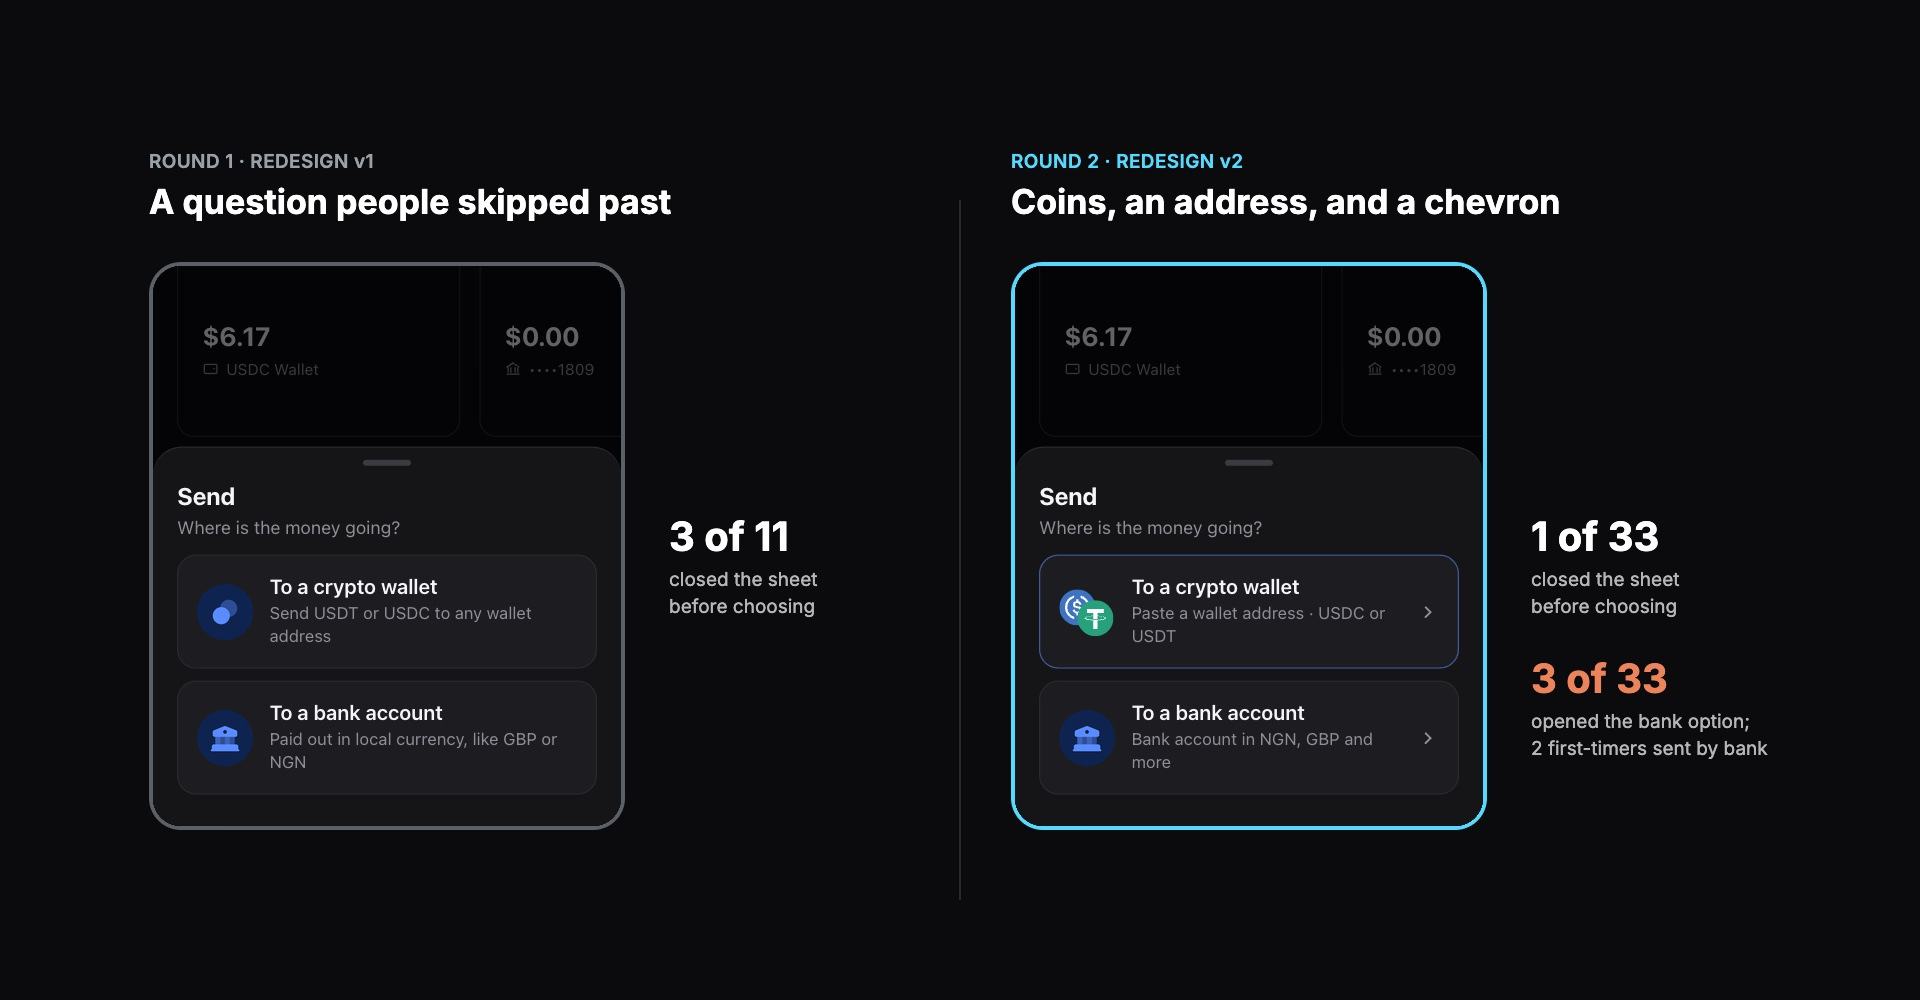 ROUND 1 · REDESIGN v1
A question people skipped past
$6.17
USDC Wallet
$0.00
••••1809
Send
Where is the money going?
To a crypto wallet
Send USDT or USDC to any wallet
address
To a bank account
Paid out in local currency, like GBP or
NGN
3 of 11
closed the sheet
before choosing
ROUND 2 · REDESIGN v2
Coins, an address, and a chevron
$6.17
USDC Wallet
$0.00
••••1809
Send
Where is the money going?
To a crypto wallet
Paste a wallet address · USDC or
USDT
To a bank account
Bank account in NGN, GBP and
more
1 of 33
closed the sheet
before choosing
3 of 33
opened the bank option;
2 first-timers sent by bank